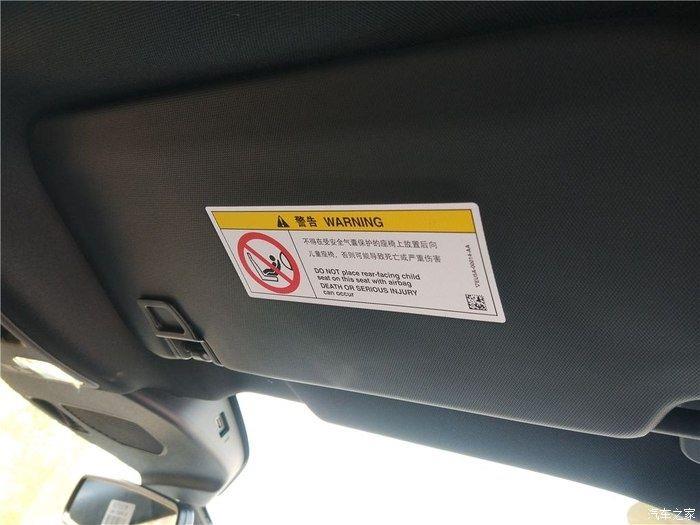 警告 WARNING
不得在受安全气囊保护的座椅上放置后向
儿童座椅，否则可能导致死亡或严重伤害
DO NOT place rear-facing child
seat on this seat with airbag
DEATH OR SERIOUS INJURY
can occur
汽车之家